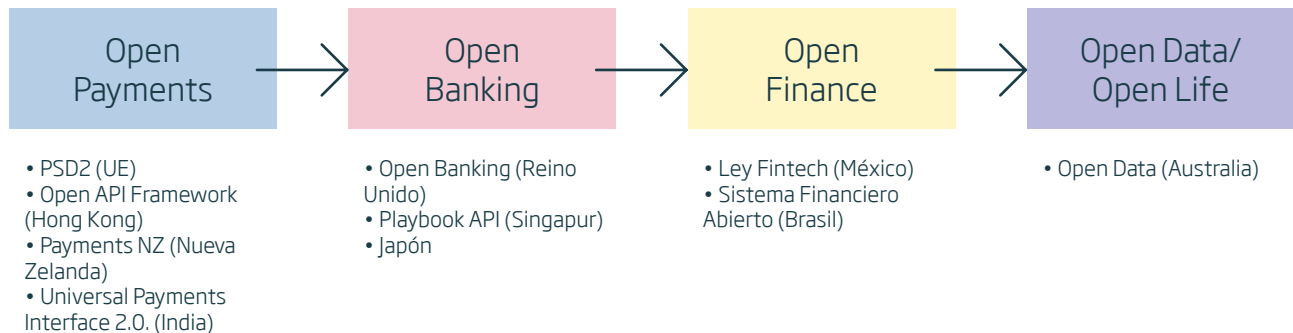 Open
Payments
Open
Banking
Open
Finance
Open Data/
Open Life
• PSD2 (UE)
• Open API Framework
(Hong Kong)
• Payments NZ (Nueva
Zelanda)
• Universal Payments
Interface 2.0. (India)
• Open Banking (Reino
Unido)
• Playbook API (Singapur)
• Japón
• Ley Fintech (México)
• Sistema Financiero
Abierto (Brasil)
• Open Data (Australia)